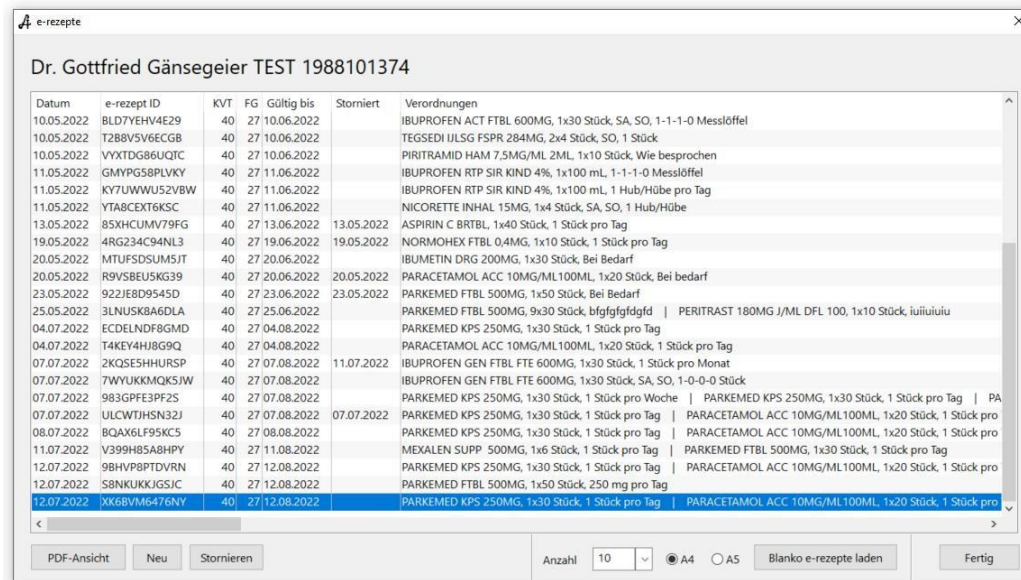 e-rezepte
Dr. Gottfried Gänsegeier TEST 1988101374
Datum e-rezept ID KVT FG Gültig bis Storniert Verordnungen
10.05.2022 BLD7YEHV4E29 40 27 10.06.2022 IBUPROFEN ACT FTBL 600MG, 1x30 Stück, SA, SO, 1-1-1-0 Messlöffel
10.05.2022 T2B8V5V6ECGB 40 27 10.06.2022 TEGSEDI IJLSG FSPR 284MG, 2x4 Stück, SO, 1 Stück
10.05.2022 VYXTDG86UQTC 40 27 10.06.2022 PIRITRAMID HAM 7,5MG/ML 2ML, 1x10 Stück, Wie besprochen
11.05.2022 GMYPG58PLVKY 40 27 11.06.2022 IBUPROFEN RTP SIR KIND 4%, 1x100 mL, 1-1-1-0 Messlöffel
11.05.2022 KY7UWWU52VBW 40 27 11.06.2022 IBUPROFEN RTP SIR KIND 4%, 1x100 mL, 1 Hub/Hübe pro Tag
11.05.2022 YTA8CEXT6KSC 40 27 11.06.2022 NICORETTE INHAL 15MG, 1x4 Stück, SA, SO, 1 Hub/Hübe
13.05.2022 85XHCUMV79FG 40 27 13.06.2022 13.05.2022 ASPIRIN C BRTBL, 1x40 Stück, 1 Stück pro Tag
19.05.2022 4RG234C94NL3 40 27 19.06.2022 19.05.2022 NORMOHEX FTBL 0,4MG, 1x10 Stück, 1 Stück pro Tag
20.05.2022 MTUFSDSUM5JT 40 27 20.06.2022 IBUMETIN DRG 200MG, 1x30 Stück, Bei Bedarf
20.05.2022 R9VSBEU5KG39 40 27 20.06.2022 20.05.2022 PARACETAMOL ACC 10MG/ML100ML, 1x20 Stück, Bei bedarf
23.05.2022 922JE8D9545D 40 27 23.06.2022 23.05.2022 PARKEMED FTBL 500MG, 1x50 Stück, Bei Bedarf
25.05.2022 3LNUSK8A6DLA 40 27 25.06.2022 PARKEMED FTBL 500MG, 9x30 Stück, bfgfgfgfdgfd | PERITRAST 180MG J/ML DFL 100, 1x10 Stück, iuiiuiuiu
04.07.2022 ECDELNDF8GMD 40 27 04.08.2022 PARKEMED KPS 250MG, 1x30 Stück, 1 Stück pro Tag
04.07.2022 T4KEY4HJ8G9Q 40 27 04.08.2022 PARACETAMOL ACC 10MG/ML100ML, 1x20 Stück, 1 Stück pro Tag
07.07.2022 2KQSE5HHURSP 40 27 07.08.2022 11.07.2022 IBUPROFEN GEN FTBL FTE 600MG, 1x30 Stück, 1 Stück pro Monat
07.07.2022 7WYUKKMQK5JW 40 27 07.08.2022 IBUPROFEN GEN FTBL FTE 600MG, 1x30 Stück, SA, SO, 1-0-0-0 Stück
07.07.2022 983GPFE3PF2S 40 27 07.08.2022 PARKEMED KPS 250MG, 1x30 Stück, 1 Stück pro Woche | PARKEMED KPS 250MG, 1x30 Stück, 1 Stück pro Tag | PA
07.07.2022 ULCWTJHSN32J 40 27 07.08.2022 07.07.2022 PARKEMED KPS 250MG, 1x30 Stück, 1 Stück pro Tag | PARACETAMOL ACC 10MG/ML100ML, 1x20 Stück, 1 Stück pro
08.07.2022 BQAX6LF95KC5 40 27 08.08.2022 PARKEMED KPS 250MG, 1x30 Stück, 1 Stück pro Tag | PARACETAMOL ACC 10MG/ML100ML, 1x20 Stück, 1 Stück pro
11.07.2022 V399H85A8HPY 40 27 11.08.2022 MEXALEN SUPP 500MG, 1x6 Stück, 1 Stück pro Tag | PARKEMED FTBL 500MG, 1x30 Stück, 1 Stück pro Tag
12.07.2022 9BHVP8PTDVRN 40 27 12.08.2022 PARKEMED KPS 250MG, 1x30 Stück, 1 Stück pro Tag | PARACETAMOL ACC 10MG/ML100ML, 1x20 Stück, 1 Stück pro
12.07.2022 S8NKUKKJGSJC 40 27 12.08.2022 PARKEMED FTBL 500MG, 1x50 Stück, 250 mg pro Tag
12.07.2022 XK6BVM6476NY 40 27 12.08.2022 PARKEMED KPS 250MG, 1x30 Stück, 1 Stück pro Tag | PARACETAMOL ACC 10MG/ML100ML, 1x20 Stück, 1 Stück pro
PDF-Ansicht Neu Stornieren Anzahl 10 A4 A5 Blanko e-rezepte laden Fertig